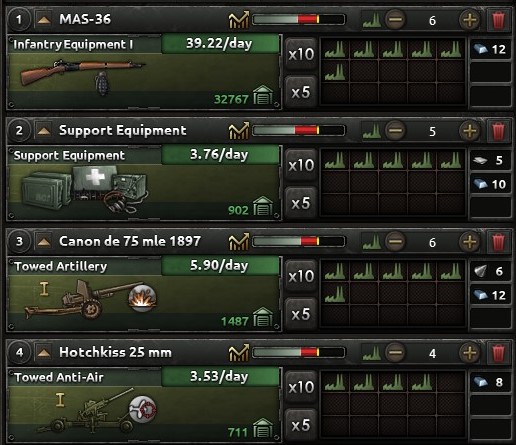 1 MAS-36 6
Infantry Equipment I 39.22/day x10 12
32767 x5
2 Support Equipment 5
Support Equipment 3.76/day x10 5
10
902 x5
3 Canon de 75 mle 1897 6
Towed Artillery 5.90/day x10 6
I 12
1487 x5
4 Hotchkiss 25 mm 4
Towed Anti-Air 3.53/day x10 8
I
711 x5